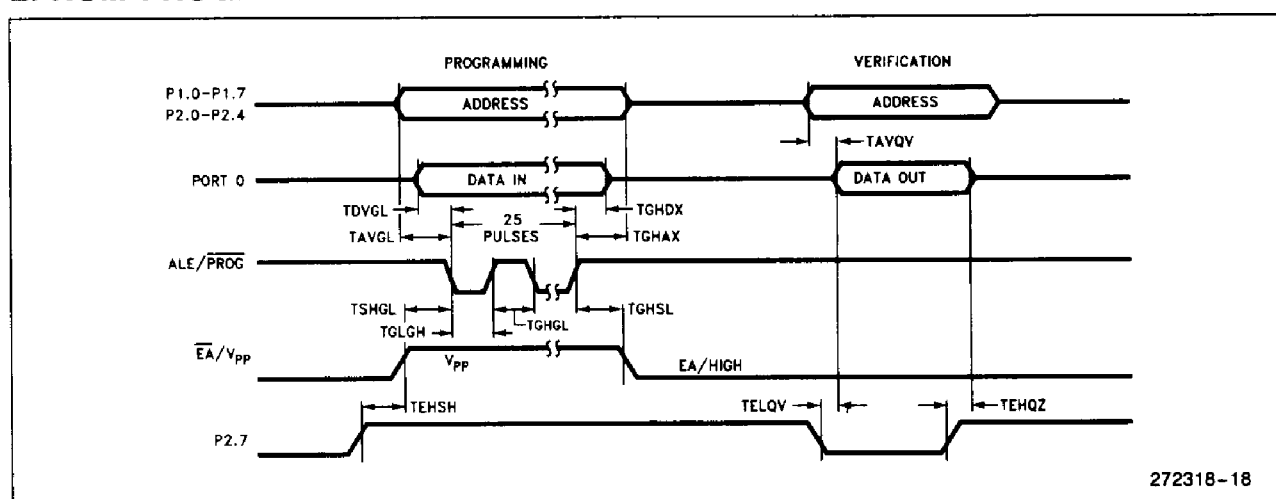 PROGRAMMING VERIFICATION
P1.0-P1.7
P2.0-P2.4
ADDRESS ADDRESS
TAVQV
PORT 0 DATA IN DATA OUT
TDVGL 25 TGHDX
TAVGL PULSES TGHAX
ALE/PROG
TSHGL TGHSL
TGLGH TGHGL
EA/VPP VPP EA/HIGH
TEHSH TELQV TEHQZ
P2.7
272318-18